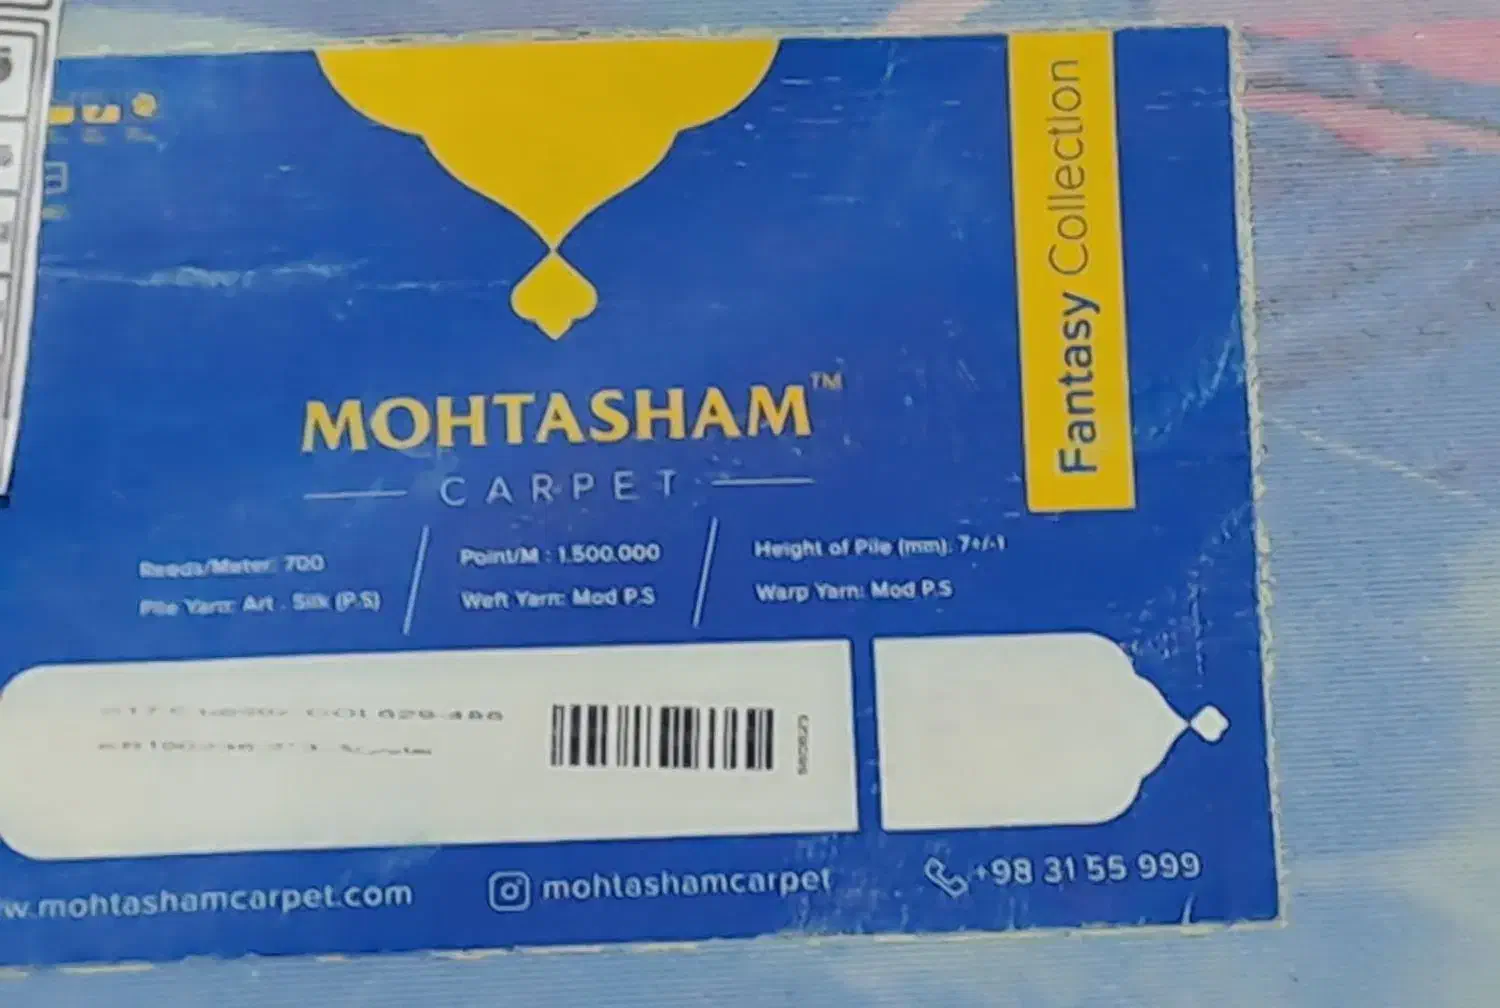 Fantasy Collection
MOHTASHAM™
CARPET
Reeds/Meter: 700
Point/M : 1.500.000
Height of Pile (mm): 7+/-1
Pile Yarn: Art . Silk (P.S)
Weft Yarn: Mod P.S
Warp Yarn: Mod P.S
w.mohtashamcarpet.com
mohtashamcarpet
+98 31 55 999